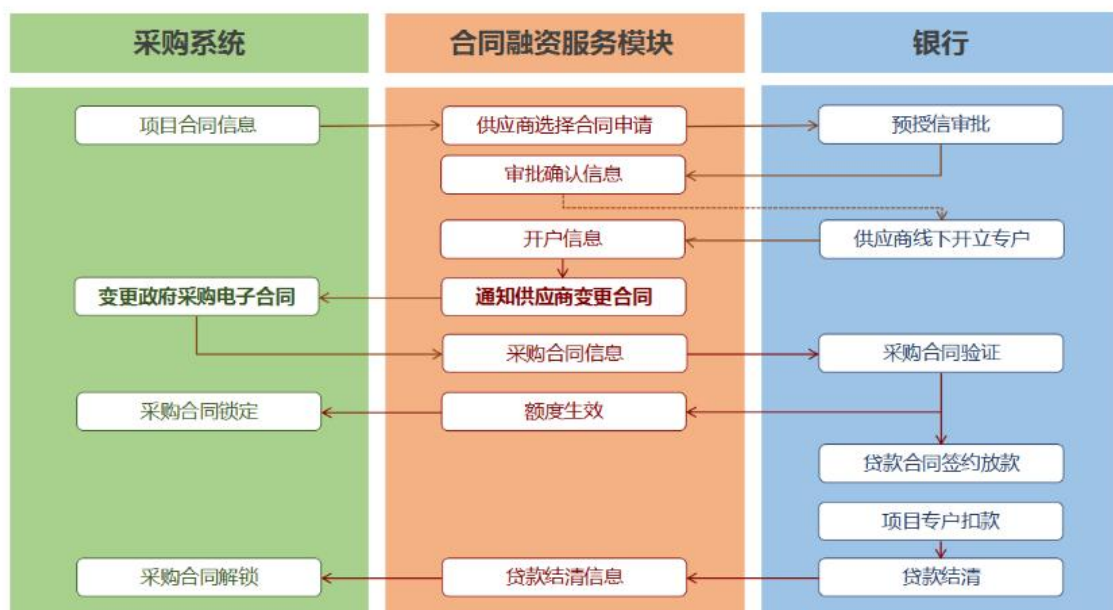 采购系统
合同融资服务模块
银行
项目合同信息
供应商选择合同申请
预授信审批
审批确认信息
开户信息
供应商线下开立专户
变更政府采购电子合同
通知供应商变更合同
采购合同信息
采购合同验证
采购合同锁定
额度生效
贷款合同签约放款
项目专户扣款
采购合同解锁
贷款结清信息
贷款结清